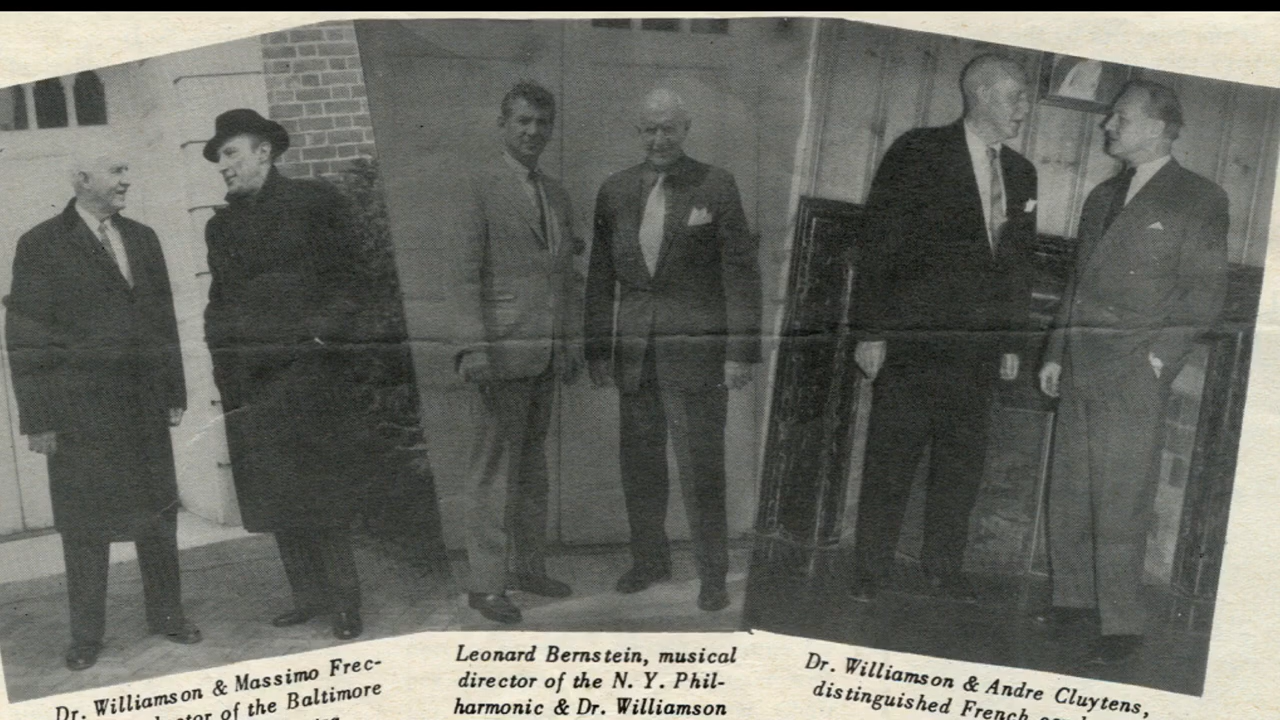 Dr. Williamson & Massimo Frec-
of the Baltimore
Leonard Bernstein, musical
director of the N. Y. Phil-
harmonic & Dr. Williamson
Dr. Williamson & Andre Cluytens,
distinguished French